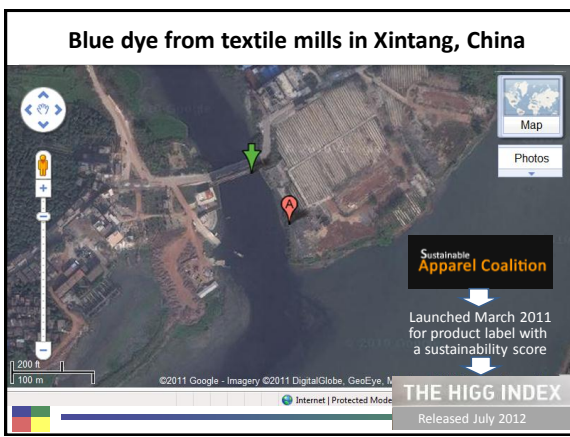 Blue dye from textile mills in Xintang, China
Map
Photos
A
Sustainable
Apparel Coalition
Launched March 2011
for product label with
a sustainability score
200 ft
100 m
©2011 Google - Imagery ©2011 DigitalGlobe, GeoEye,
Internet | Protected Mode
THE HIGG INDEX
Released July 2012